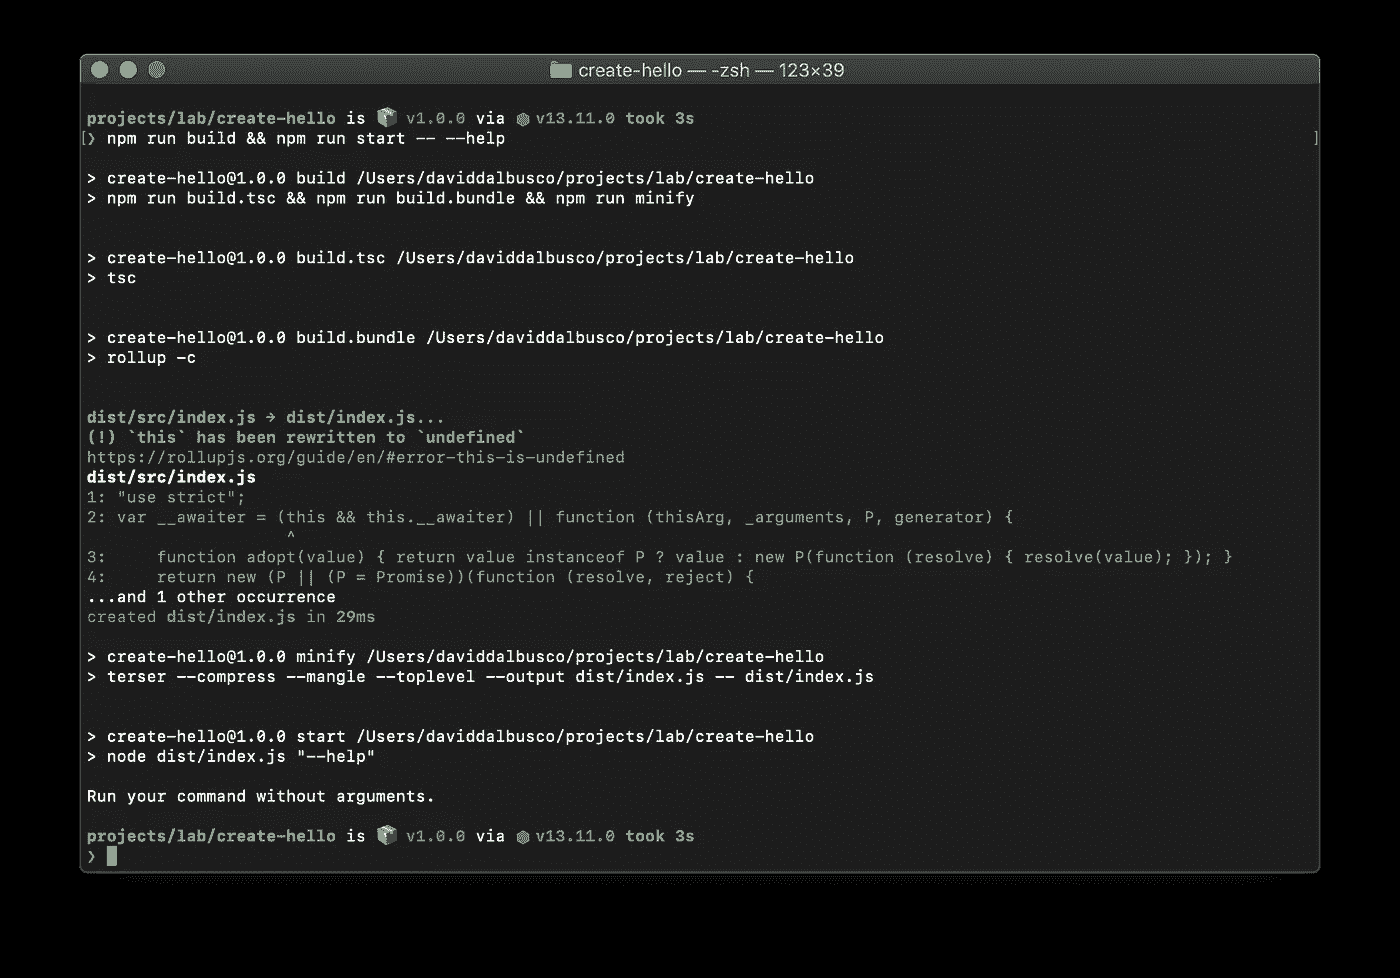 create-hello — -zsh — 123×39
projects/lab/create-hello is 📦 v1.0.0 via ⬢ v13.11.0 took 3s
[❯ npm run build && npm run start -- --help ]
> create-hello@1.0.0 build /Users/daviddalbusco/projects/lab/create-hello
> npm run build.tsc && npm run build.bundle && npm run minify
> create-hello@1.0.0 build.tsc /Users/daviddalbusco/projects/lab/create-hello
> tsc
> create-hello@1.0.0 build.bundle /Users/daviddalbusco/projects/lab/create-hello
> rollup -c
dist/src/index.js → dist/index.js...
(!) `this` has been rewritten to `undefined`
https://rollupjs.org/guide/en/#error-this-is-undefined
dist/src/index.js
1: "use strict";
2: var __awaiter = (this && this.__awaiter) || function (thisArg, _arguments, P, generator) {
^
3:     function adopt(value) { return value instanceof P ? value : new P(function (resolve) { resolve(value); }); }
4:     return new (P || (P = Promise))(function (resolve, reject) {
...and 1 other occurrence
created dist/index.js in 29ms
> create-hello@1.0.0 minify /Users/daviddalbusco/projects/lab/create-hello
> terser --compress --mangle --toplevel --output dist/index.js -- dist/index.js
> create-hello@1.0.0 start /Users/daviddalbusco/projects/lab/create-hello
> node dist/index.js "--help"
Run your command without arguments.
projects/lab/create-hello is 📦 v1.0.0 via ⬢ v13.11.0 took 3s
❯